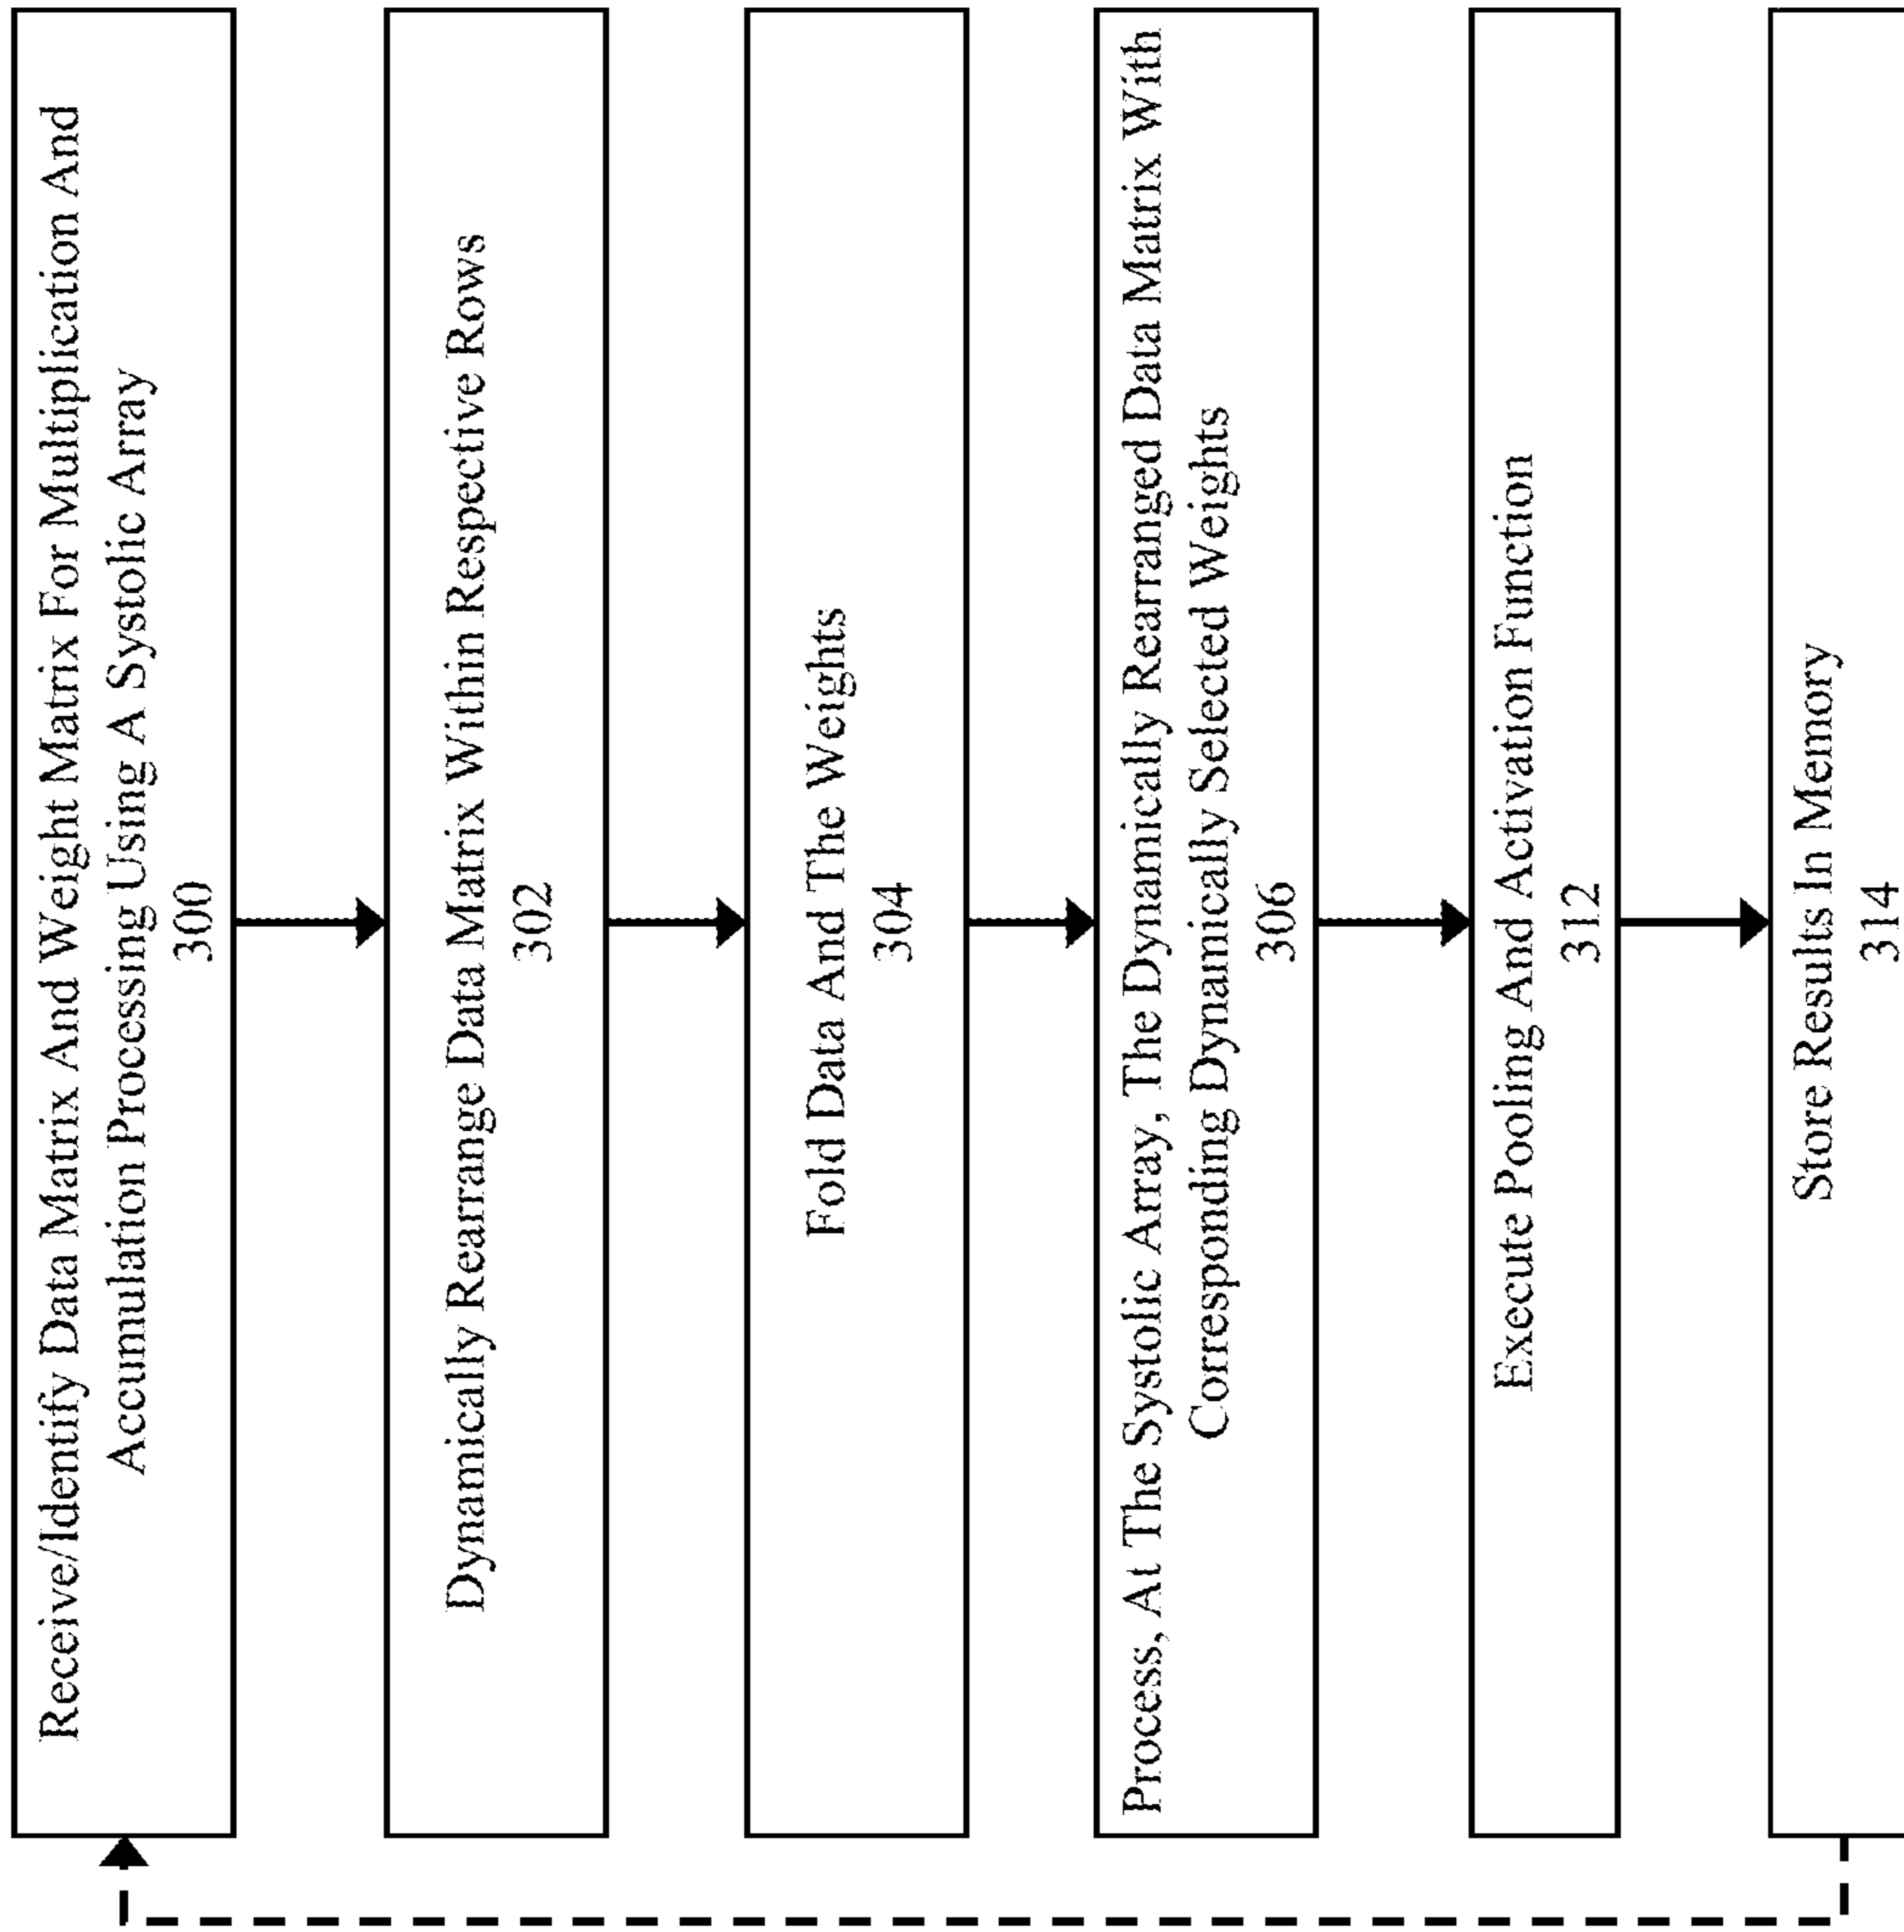 Receive/Identify Data Matrix And Weight Matrix For Multiplication And
Accumulation Processing Using A Systolic Array
300
Dynamically Rearrange Data Matrix Within Respective Rows
302
Fold Data And The Weights
304
Process, At The Systolic Array, The Dynamically Rearranged Data Matrix With
Corresponding Dynamically Selected Weights
306
Execute Pooling And Activation Function
312
Store Results In Memory
314